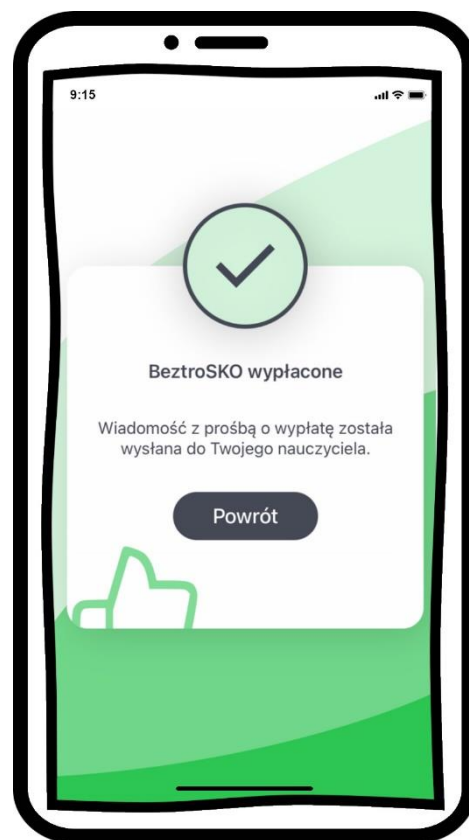 9:15
BeztroSKO wypłacone
Wiadomość z prośbą o wypłatę została
wysłana do Twojego nauczyciela.
Powrót